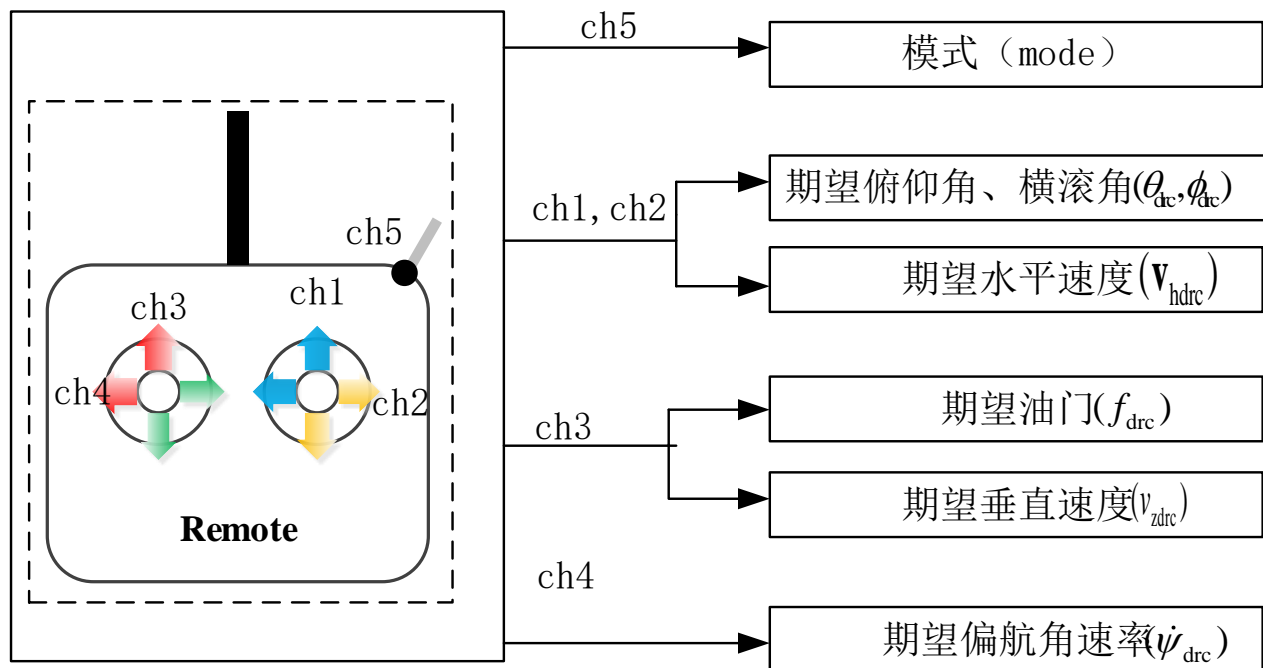 ch5
模式（mode）
ch1,ch2
期望俯仰角、横滚角(θdrc,ϕdrc)
期望水平速度(vhdrc)
ch3
期望油门(fdrc)
期望垂直速度(vzdrc)
ch4
期望偏航角速率(ψ̇drc)
ch5
ch1
ch3
ch4
ch2
Remote